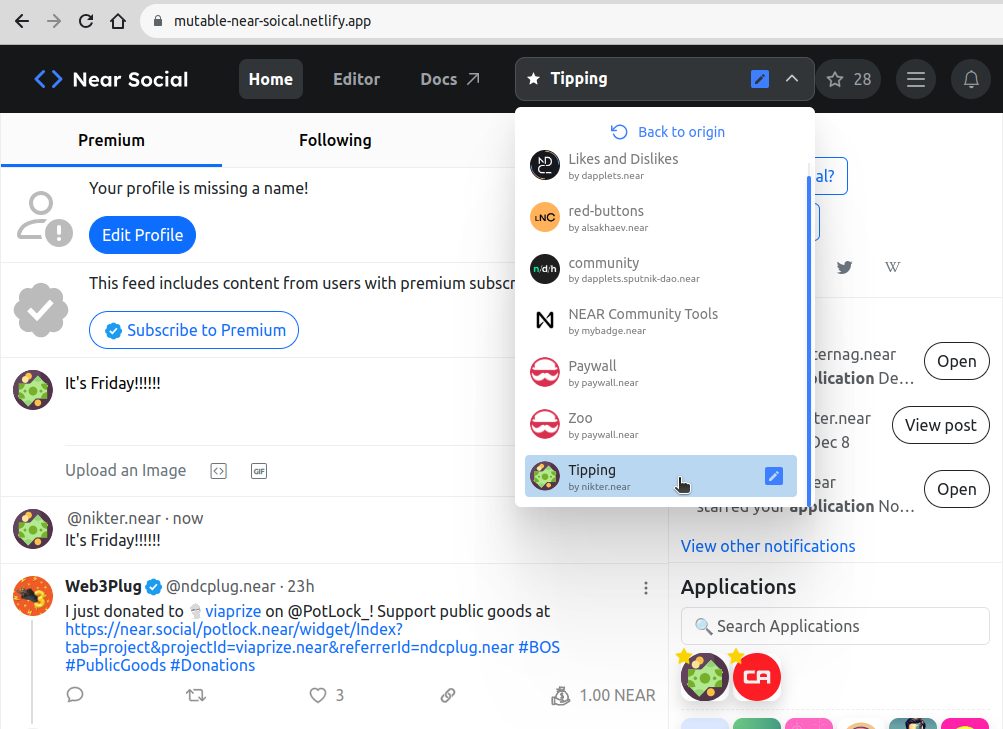 mutable-near-soical.netlify.app
Near Social
Home
Editor
Docs
Tipping
28
Premium
Following
Back to origin
Likes and Dislikes
by dapplets.near
red-buttons
by alsakhaev.near
community
by dapplets.sputnik-dao.near
NEAR Community Tools
by mybadge.near
Paywall
by paywall.near
Zoo
by paywall.near
Tipping
by nikter.near
Your profile is missing a name!
Edit Profile
This feed includes content from users with premium subscr
Subscribe to Premium
It's Friday!!!!!!
Upload an Image
GIF
@nikter.near · now
It's Friday!!!!!!
Web3Plug @ndcplug.near · 23h
I just donated to viaprize on @PotLock_! Support public goods at
https://near.social/potlock.near/widget/Index?
tab=project&projectId=viaprize.near&referrerId=ndcplug.near #BOS
#PublicGoods #Donations
3
1.00 NEAR
al?
W
ternag.near
plication De...
Open
ter.near
Dec 8
View post
ear
starred your application No...
Open
View other notifications
Applications
Search Applications
CA